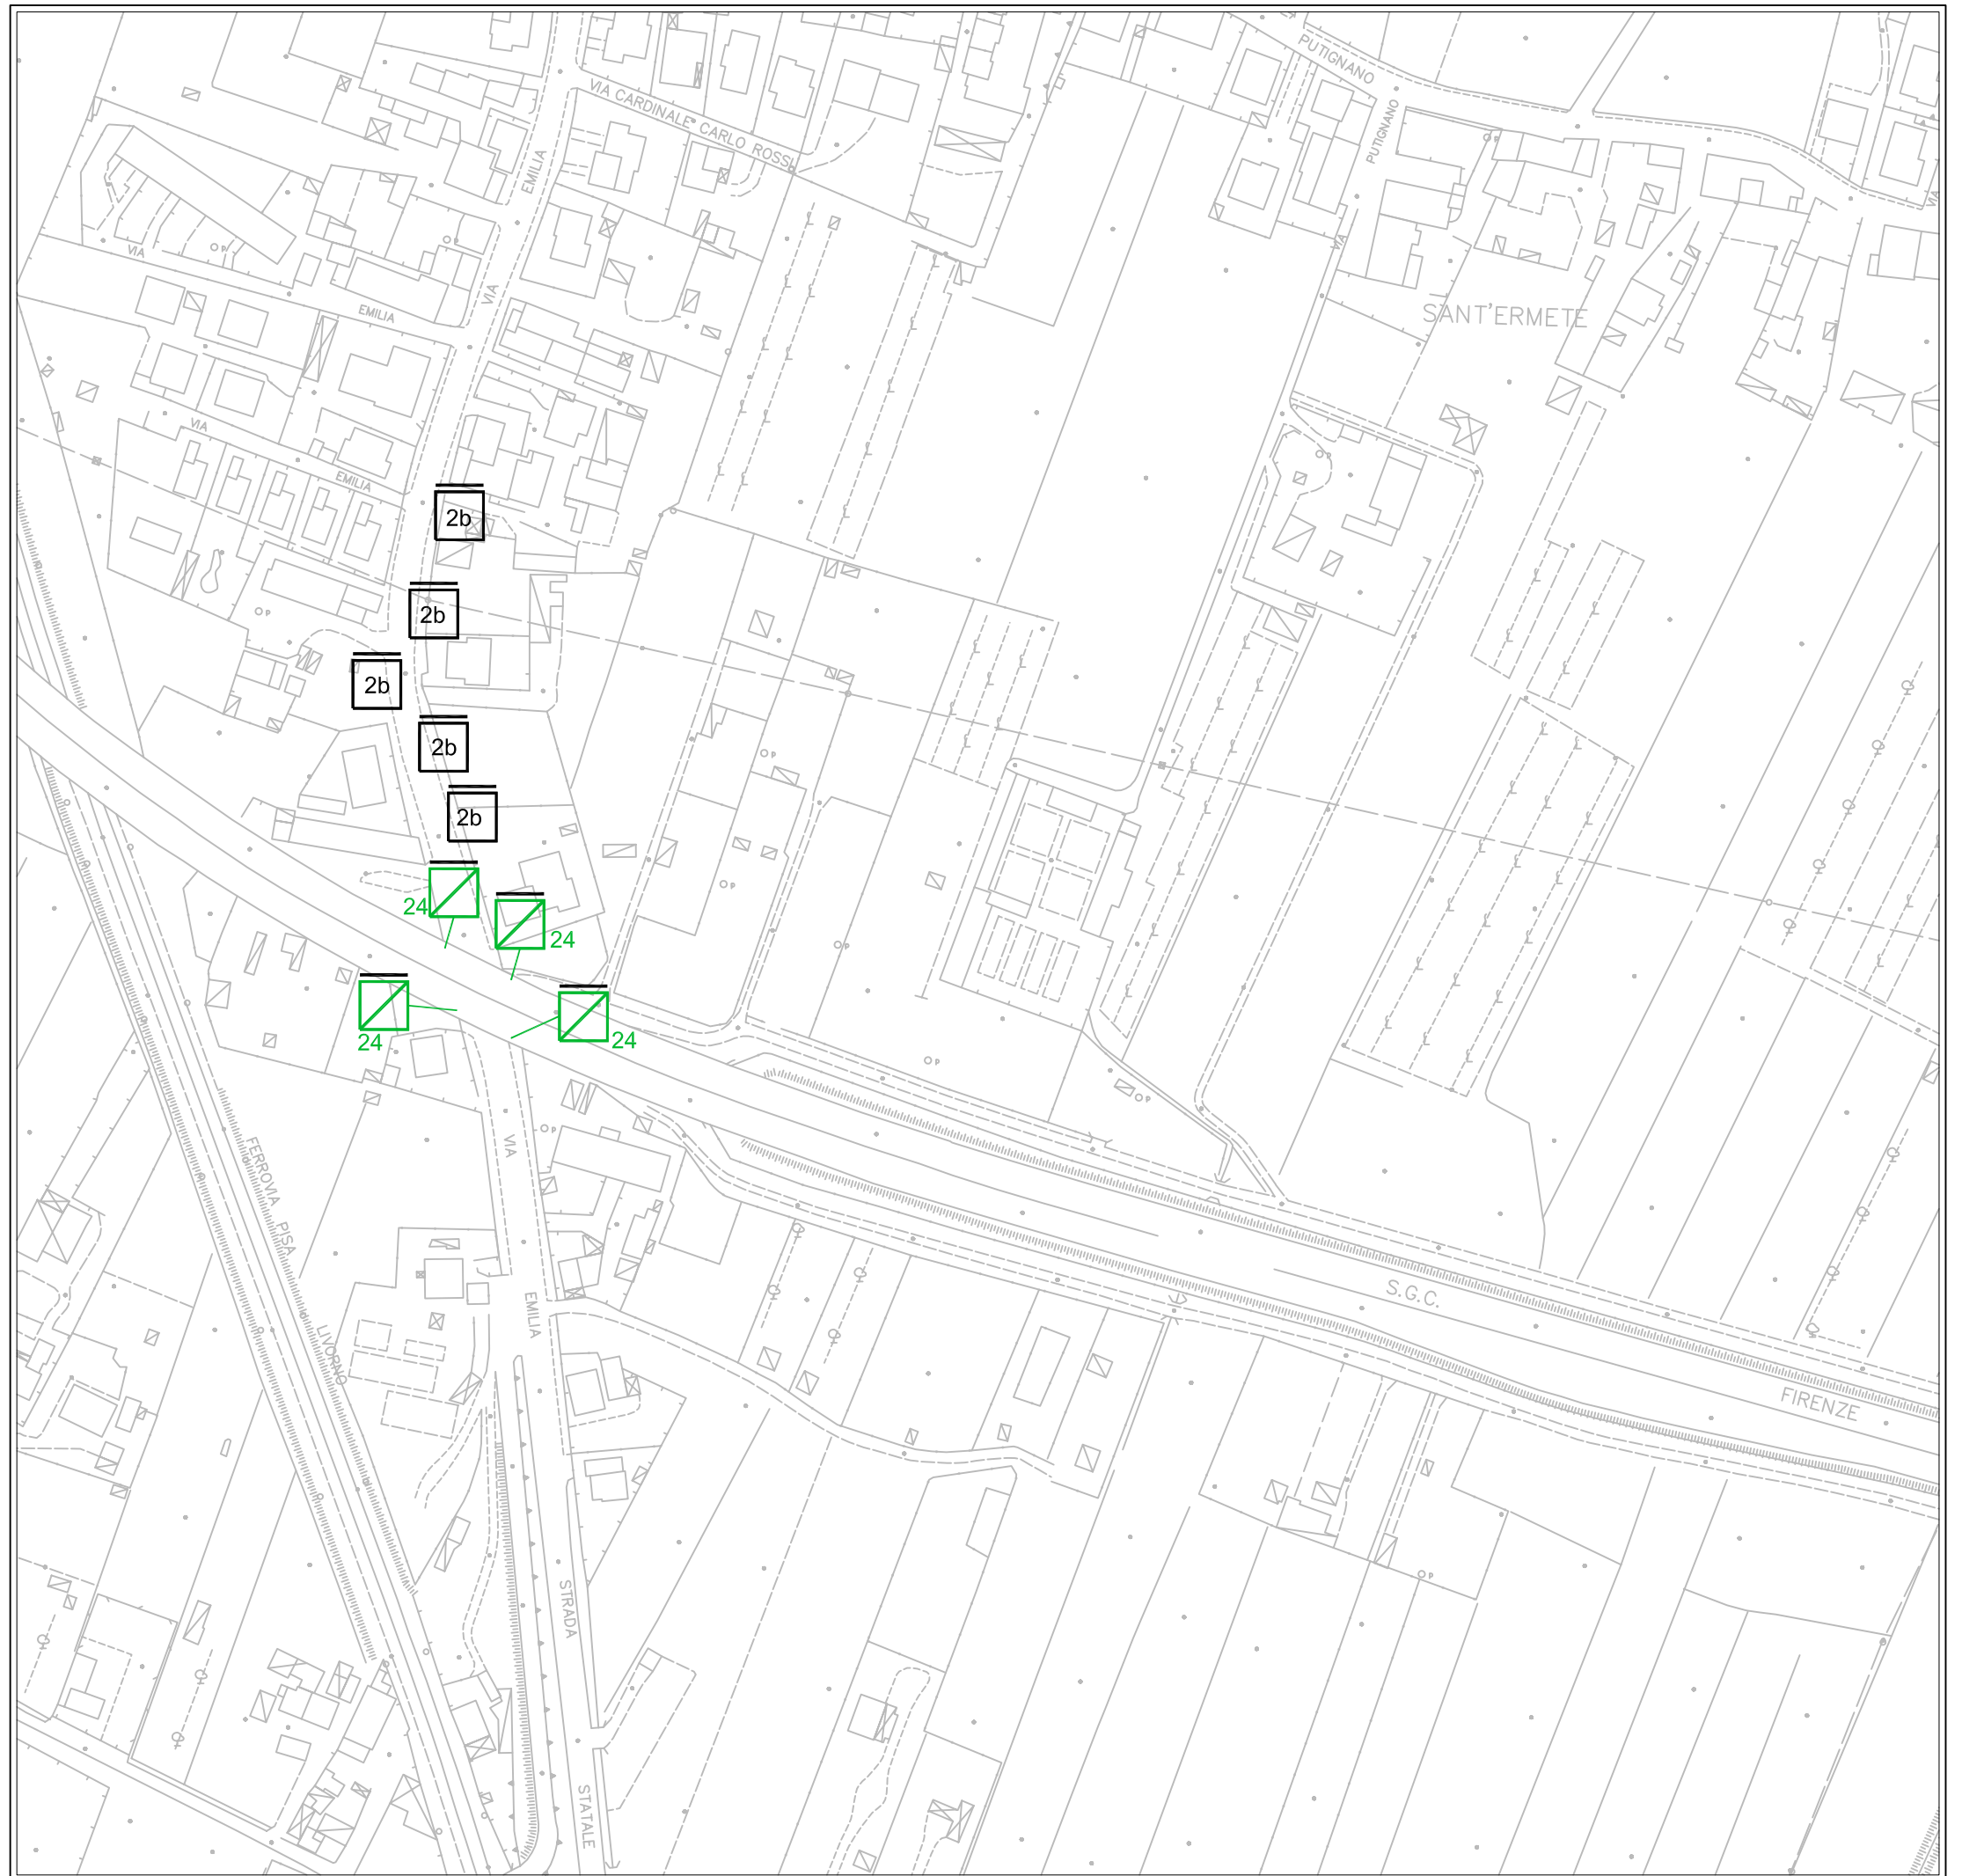 PUTIGNANO
VIA CARDINALE CARLO ROSSI
PUTIGNANO
EMILIA
VIA
VIA
VIA
p
p
p
VIA
EMILIA
SANT'ERMETE
VIA
EMILIA
p
2b
2b
p
2b
2b
p
2b
p
24
24
p
24
24
p
p
p
VIA
FERROVIA PISA LIVORNO
EMILIA
S.G.C.
FIRENZE
p
STRADA
STATALE